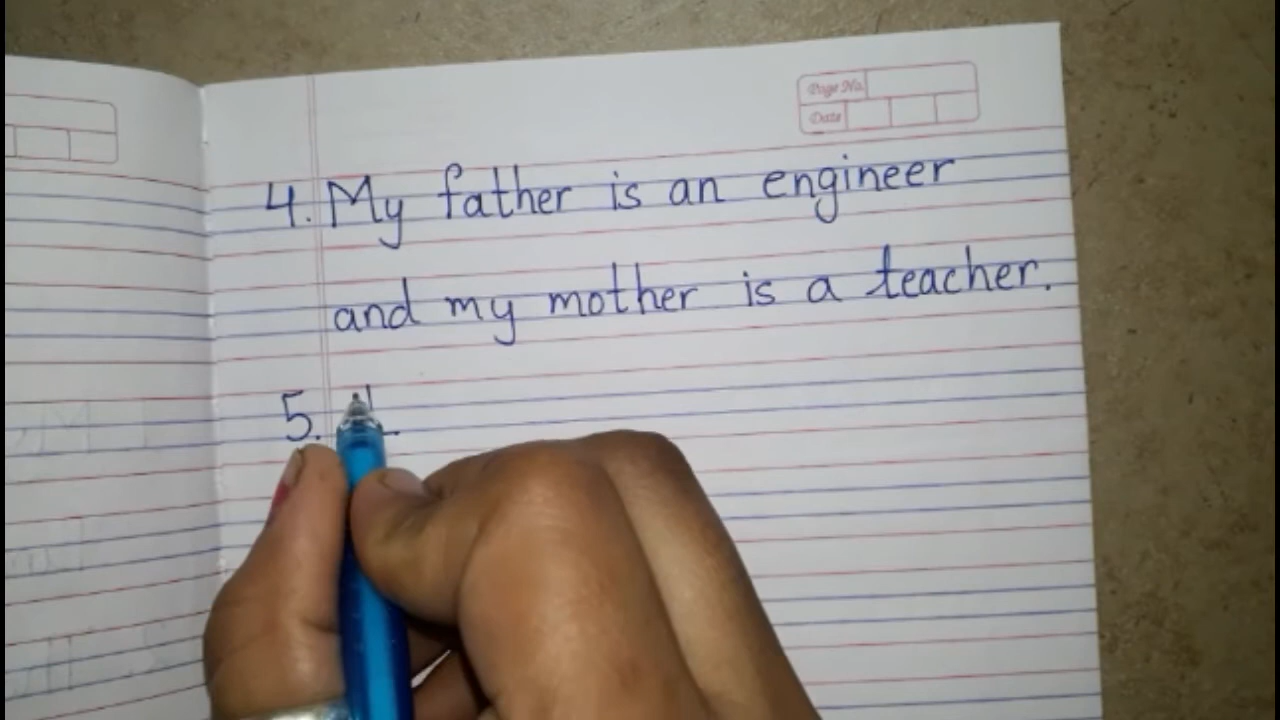 Page No.
Date
4. My father is an engineer
and my mother is a teacher.
5.